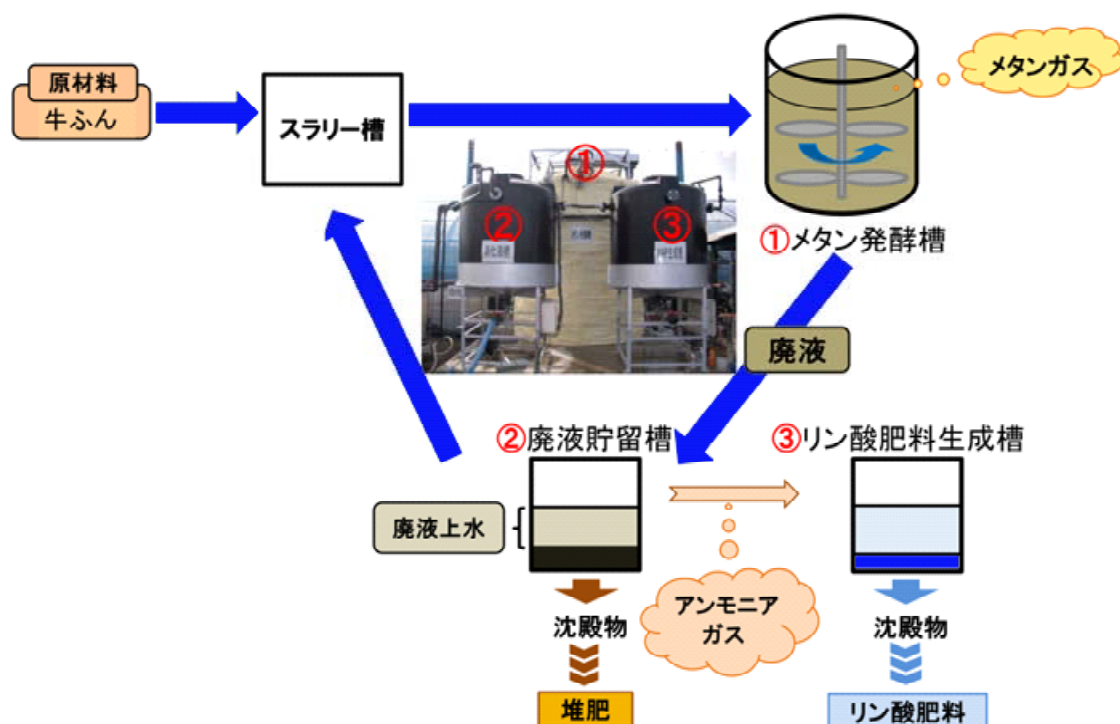 原材料
牛ふん
スラリー槽
メタンガス
①
②
③
①メタン発酵槽
廃液
②廃液貯留槽
③リン酸肥料生成槽
廃液上水
アンモニア
ガス
沈殿物
沈殿物
堆肥
リン酸肥料